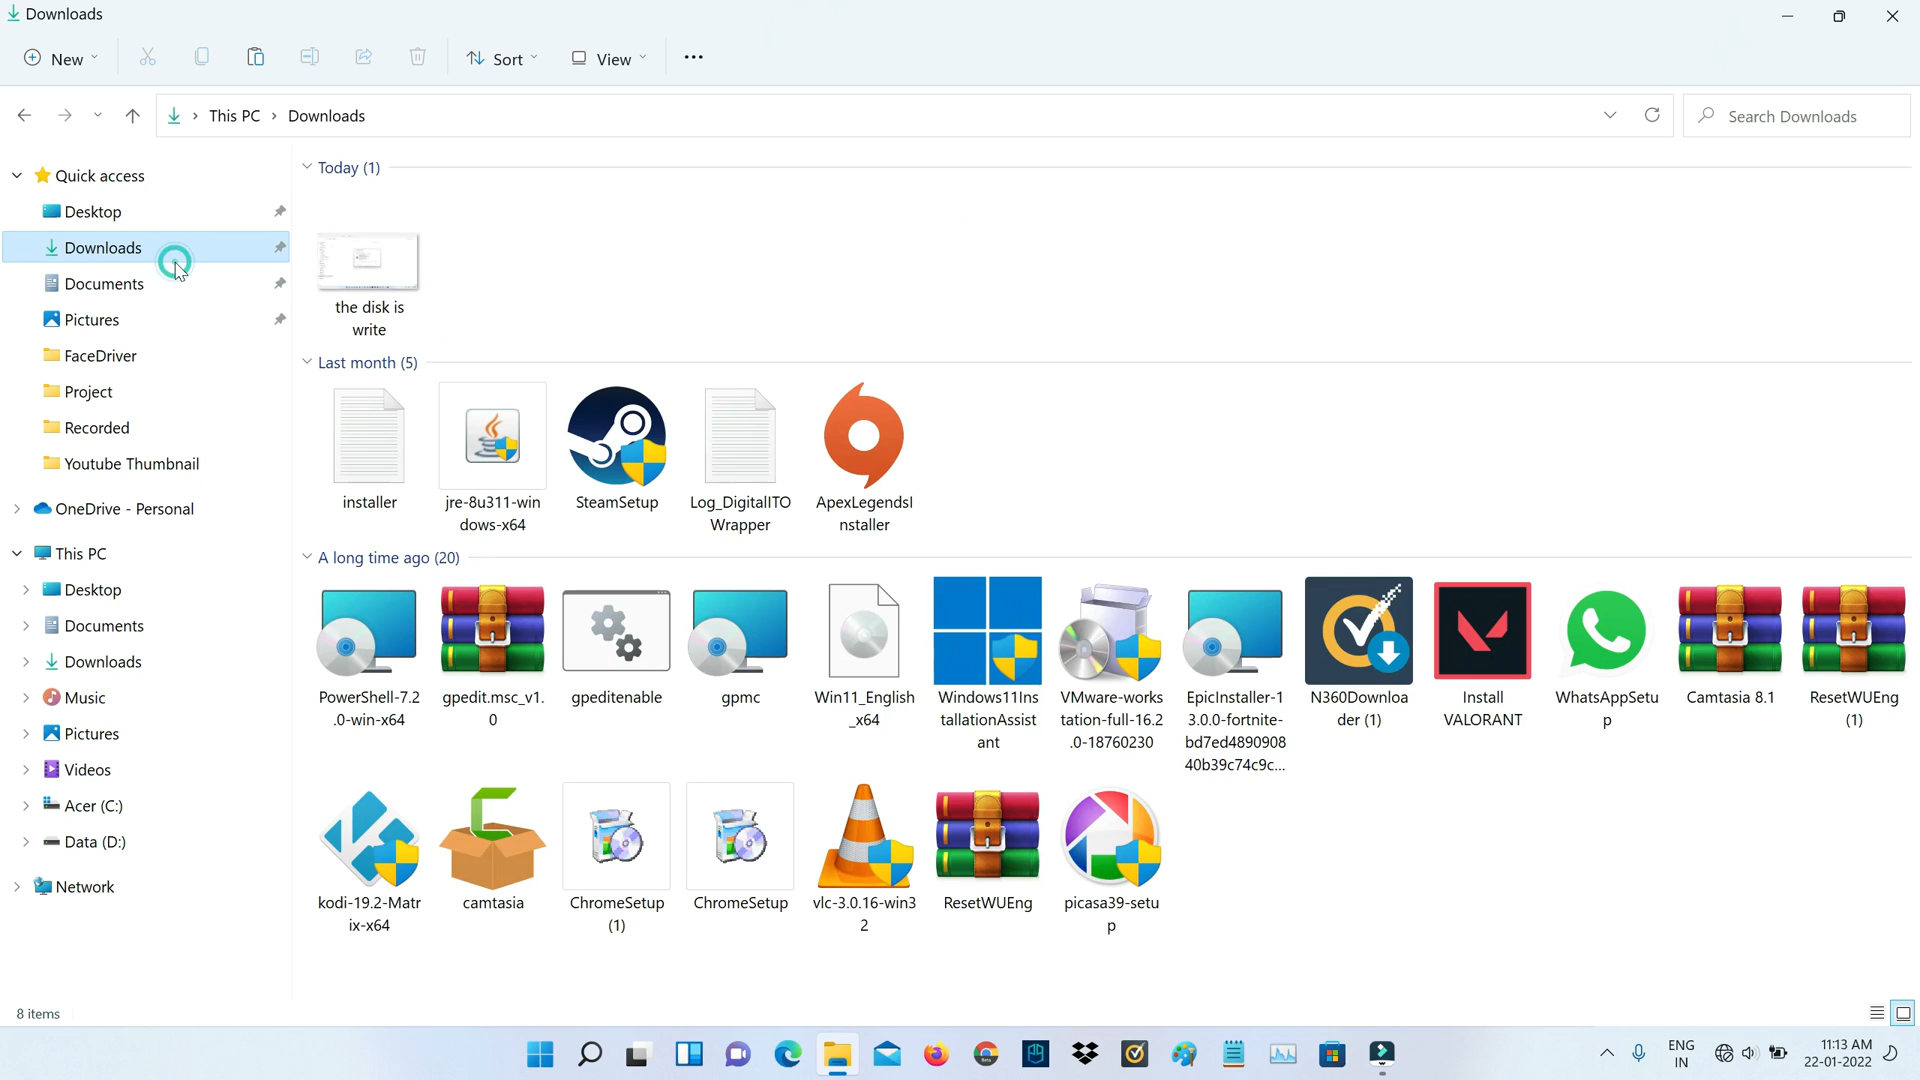 Downloads
New
Sort
View
This PC
Downloads
Search Downloads
Quick access
Desktop
Downloads
Documents
Pictures
FaceDriver
Project
Recorded
Youtube Thumbnail
OneDrive - Personal
This PC
Desktop
Documents
Downloads
Music
Pictures
Videos
Acer (C:)
Data (D:)
Network
Today (1)
the disk is
write
Last month (5)
installer
jre-8u311-win
dows-x64
SteamSetup
Log_DigitalITO
Wrapper
ApexLegendsI
nstaller
A long time ago (20)
PowerShell-7.2
.0-win-x64
gpedit.msc_v1.
0
gpeditenable
gpmc
Win11_English
_x64
Windows11Ins
tallationAssist
ant
VMware-works
tation-full-16.2
.0-18760230
EpicInstaller-1
3.0.0-fortnite-
bd7ed4890908
40b39c74c9c...
N360Downloa
der (1)
Install
VALORANT
WhatsAppSetu
p
Camtasia 8.1
ResetWUEng
(1)
kodi-19.2-Matr
ix-x64
camtasia
ChromeSetup
(1)
ChromeSetup
vlc-3.0.16-win3
2
ResetWUEng
picasa39-setu
p
8 items
ENG
IN
11:13 AM
22-01-2022